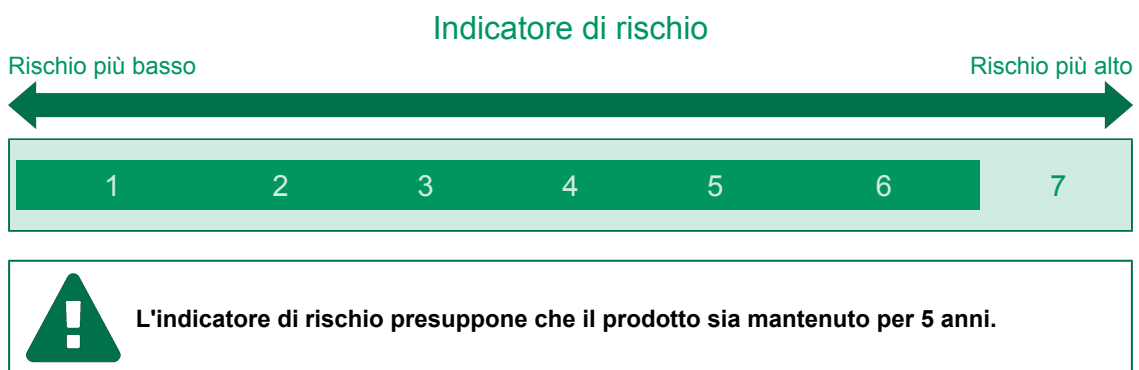 Indicatore di rischio
Rischio più basso Rischio più alto
1 2 3 4 5 6 7
L'indicatore di rischio presuppone che il prodotto sia mantenuto per 5 anni.